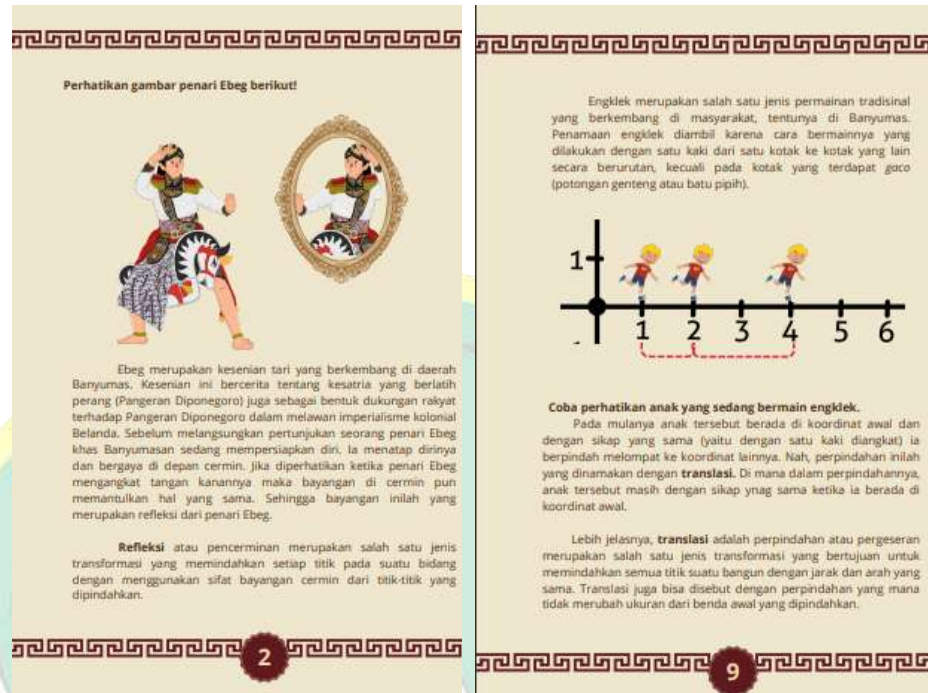 Perhatikan gambar penari Ebeg berikut!
Ebeg merupakan kesenian tari yang berkembang di daerah
Banyumas. Kesenian ini bercerita tentang kesatria yang berlatih
perang (Pangeran Diponegoro) juga sebagai bentuk dukungan rakyat
terhadap Pangeran Diponegoro dalam melawan imperialisme kolonial
Belanda. Sebelum melangsungkan pertunjukan seorang penari Ebeg
khas Banyumasan sedang mempersiapkan diri. Ia menatap dirinya
dan bergaya di depan cermin. Jika diperhatikan ketika penari Ebeg
mengangkat tangan kanannya maka bayangan di cermin pun
memantulkan hal yang sama. Sehingga bayangan inilah yang
merupakan refleksi dari penari Ebeg.
Refleksi atau pencerminan merupakan salah satu jenis
transformasi yang memindahkan setiap titik pada suatu bidang
dengan menggunakan sifat bayangan cermin dari titik-titik yang
dipindahkan.
2
Engklek merupakan salah satu jenis permainan tradisinal
yang berkembang di masyarakat, tentunya di Banyumas.
Penamaan engklek diambil karena cara bermainnya yang
dilakukan dengan satu kaki dari satu kotak ke kotak yang lain
secara berurutan, kecuali pada kotak yang terdapat gaco
(potongan genteng atau batu pipih).
1
1 2 3 4 5 6
Coba perhatikan anak yang sedang bermain engklek.
Pada mulanya anak tersebut berada di koordinat awal dan
dengan sikap yang sama (yaitu dengan satu kaki diangkat) ia
berpindah melompat ke koordinat lainnya. Nah, perpindahan inilah
yang dinamakan dengan translasi. Di mana dalam perpindahannya,
anak tersebut masih dengan sikap ynag sama ketika ia berada di
koordinat awal.
Lebih jelasnya, translasi adalah perpindahan atau pergeseran
merupakan salah satu jenis transformasi yang bertujuan untuk
memindahkan semua titik suatu bangun dengan jarak dan arah yang
sama. Translasi juga bisa disebut dengan perpindahan yang mana
tidak merubah ukuran dari benda awal yang dipindahkan.
9